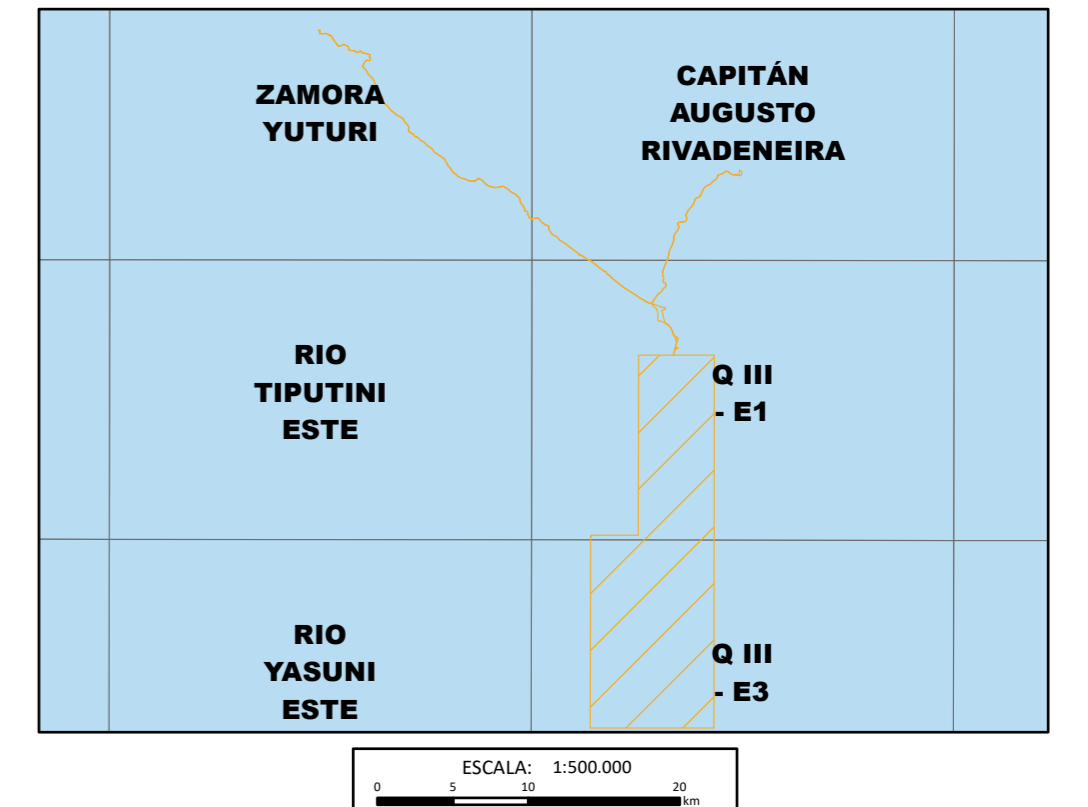 ZAMORA
YUTURI
CAPITÁN
AUGUSTO
RIVADENEIRA
RIO
TIPUTINI
ESTE
Q III
- E1
RIO
YASUNI
ESTE
Q III
- E3
ESCALA: 1:500.000
0 5 10 20
km